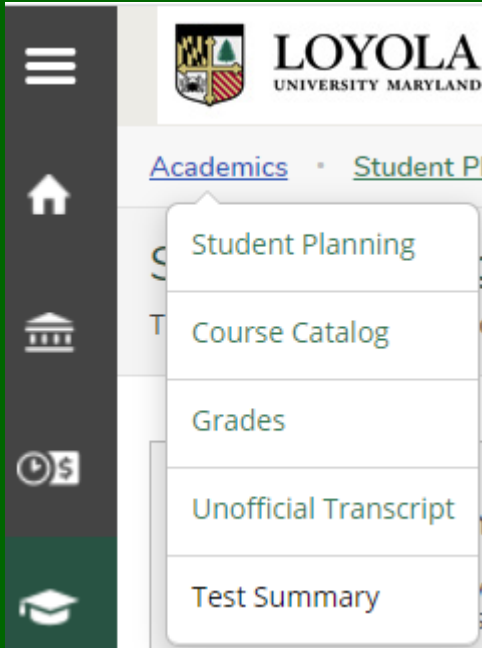 LOYOLA
UNIVERSITY MARYLAND
Academics • Student Pl
Student Planning
S
T
Course Catalog
Grades
Unofficial Transcript
Test Summary